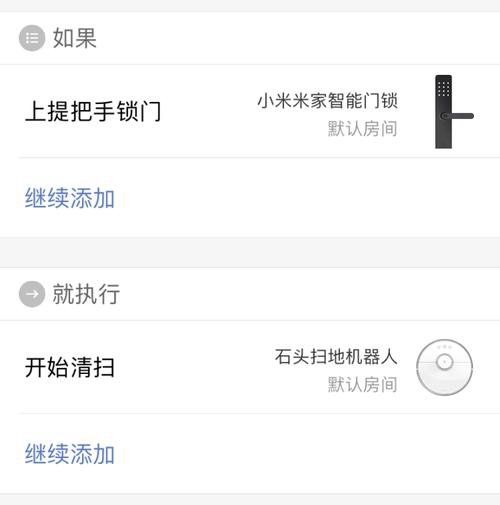 如果
上提把手锁门
小米米家智能门锁
默认房间
继续添加
就执行
开始清扫
石头扫地机器人
默认房间
继续添加